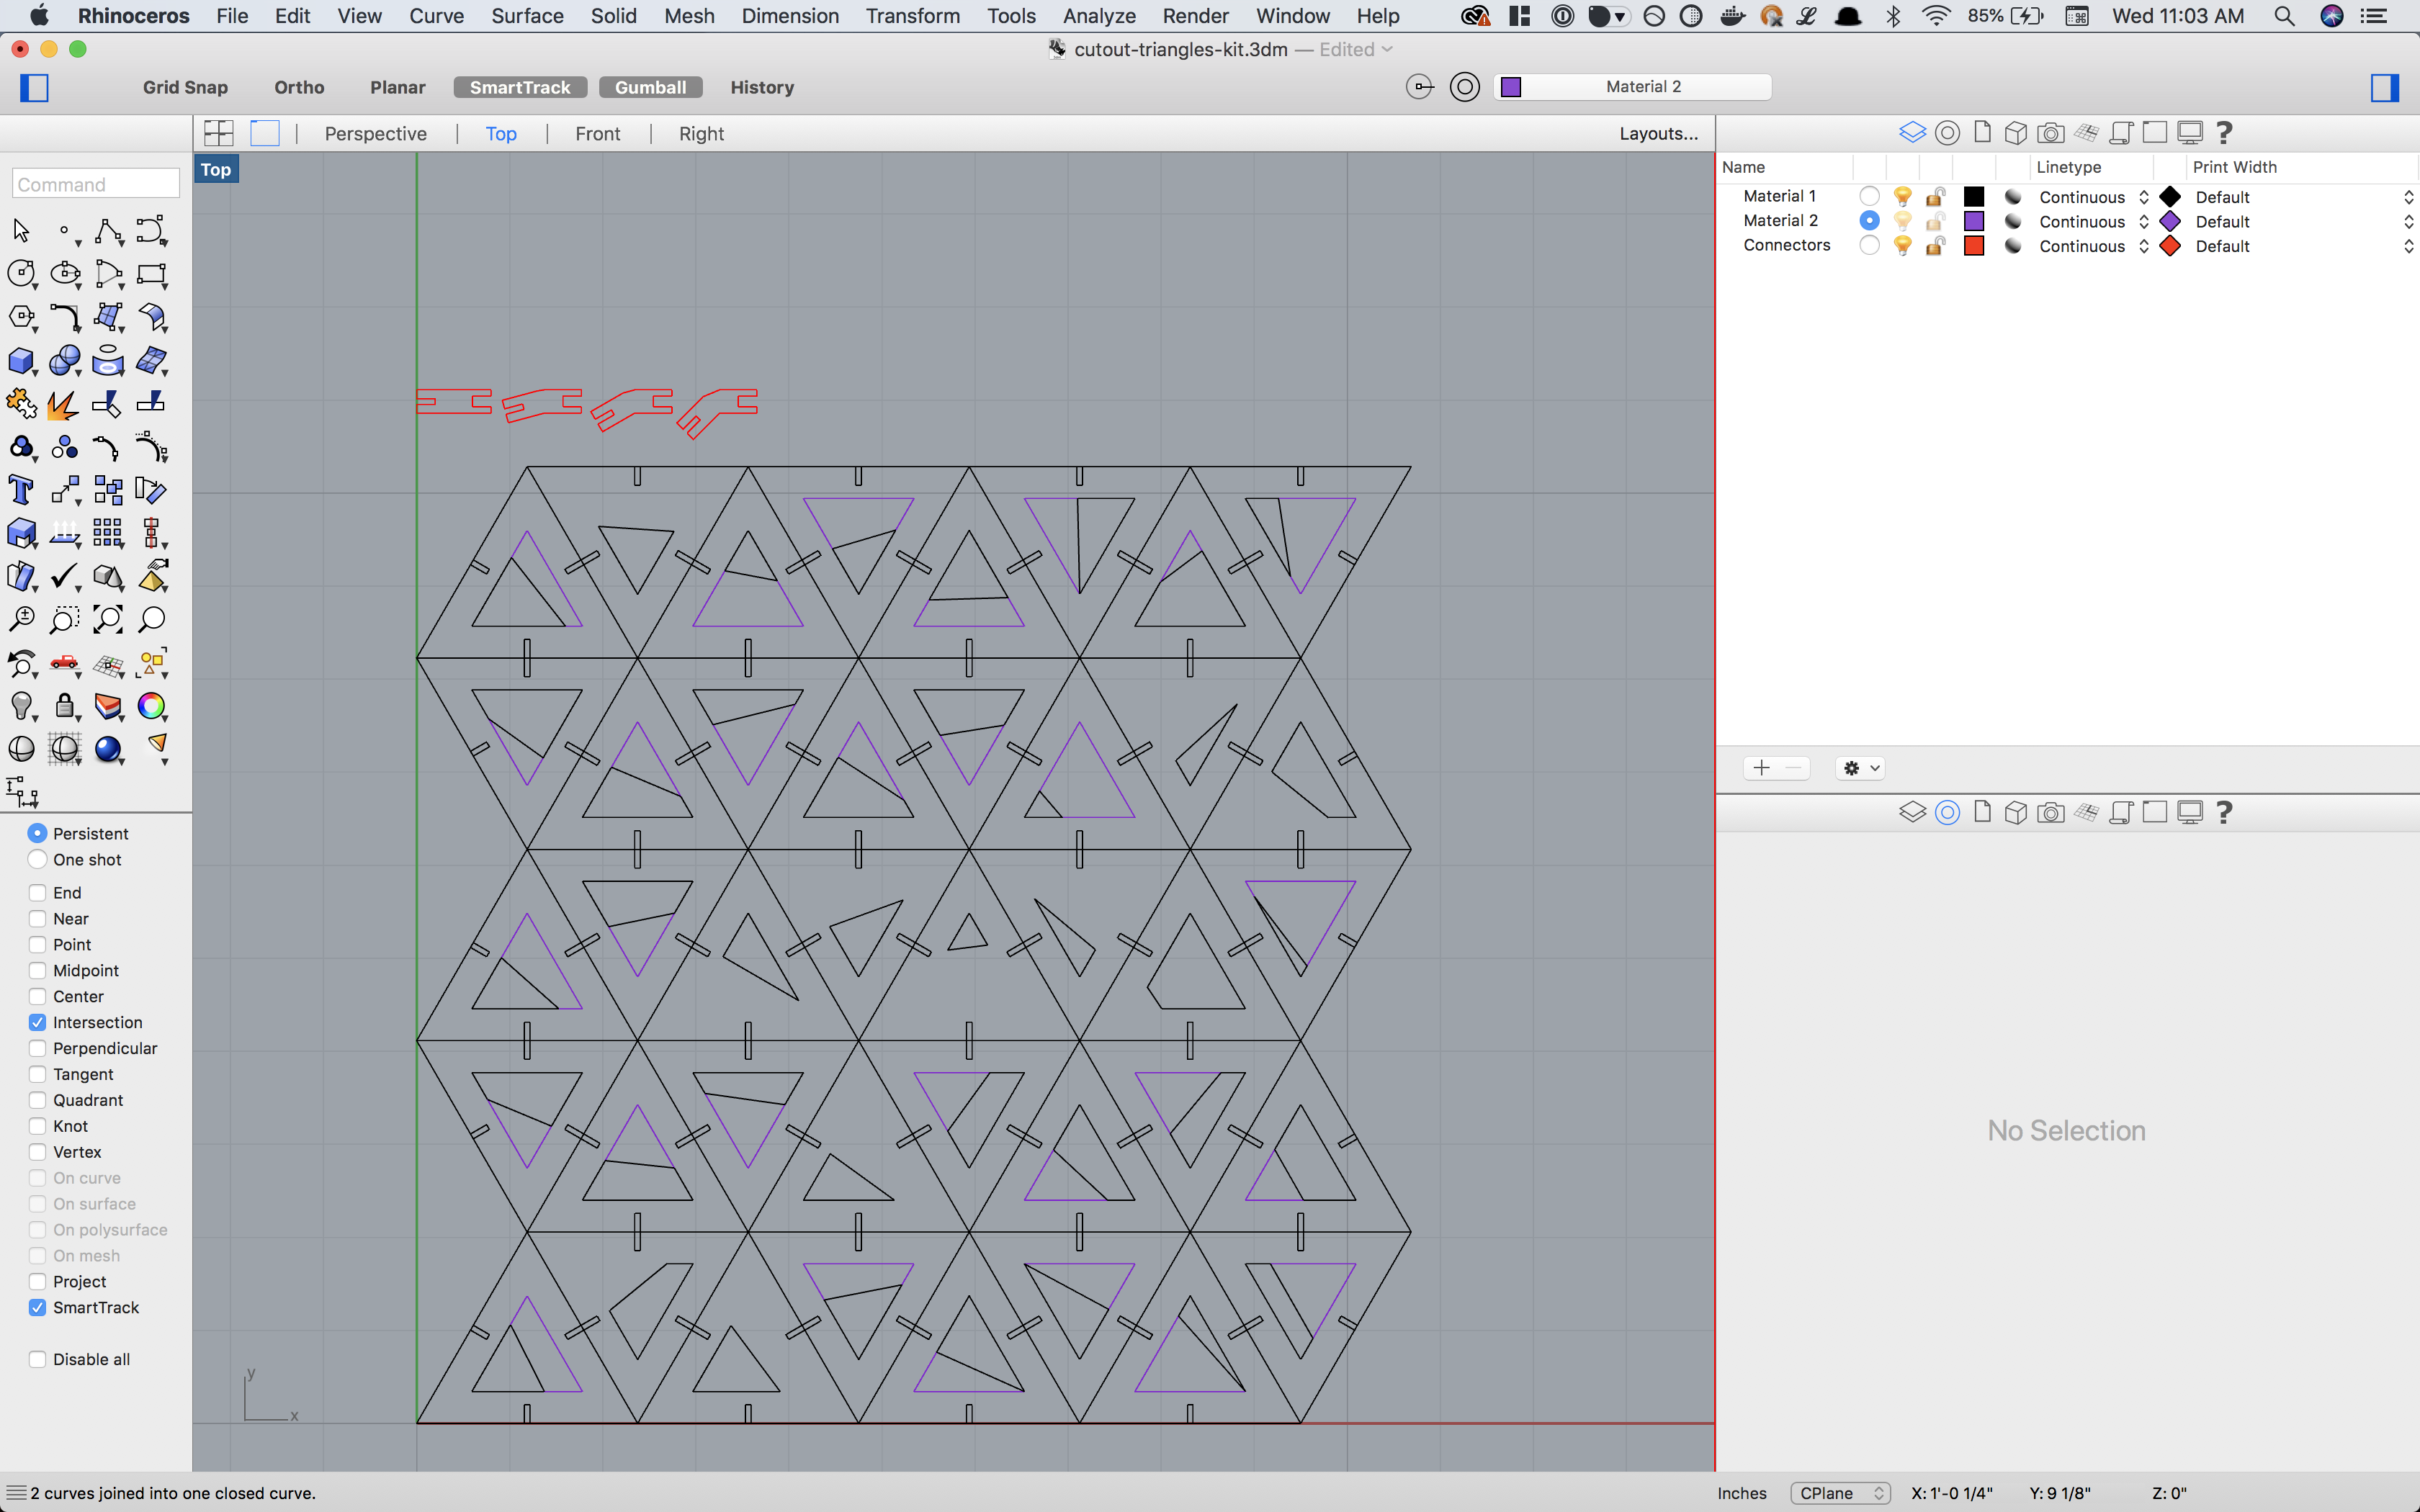 Rhinoceros File Edit View Curve Surface Solid Mesh Dimension Transform Tools Analyze Render Window Help 85% Wed 11:03 AM
cutout-triangles-kit.3dm — Edited
Grid Snap Ortho Planar SmartTrack Gumball History Material 2
Perspective Top Front Right Layouts...
Top
Command
Name Linetype Print Width
Material 1 Continuous Default
Material 2 Continuous Default
Connectors Continuous Default
Persistent
One shot
End
Near
Point
Midpoint
Center
Intersection
Perpendicular
Tangent
Quadrant
Knot
Vertex
On curve
On surface
On polysurface
On mesh
Project
SmartTrack
Disable all
No Selection
y
x
2 curves joined into one closed curve.
Inches CPlane X: 1'-0 1/4" Y: 9 1/8" Z: 0"